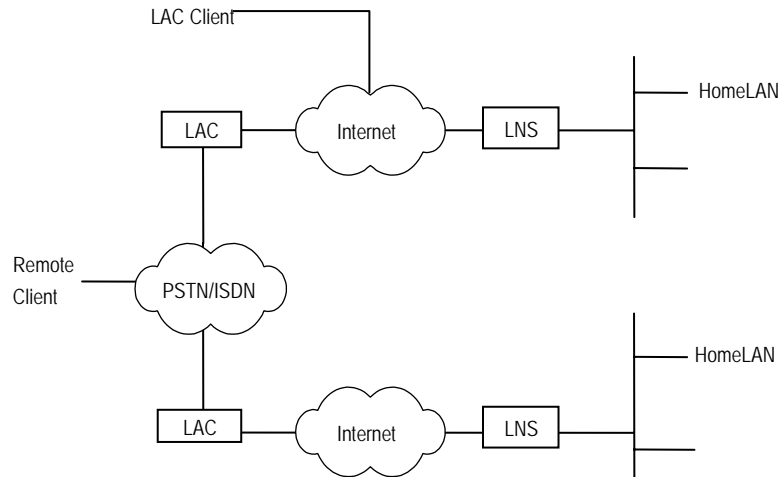 LAC Client
HomeLAN
LAC
Internet
LNS
Remote
Client
PSTN/ISDN
HomeLAN
LAC
Internet
LNS